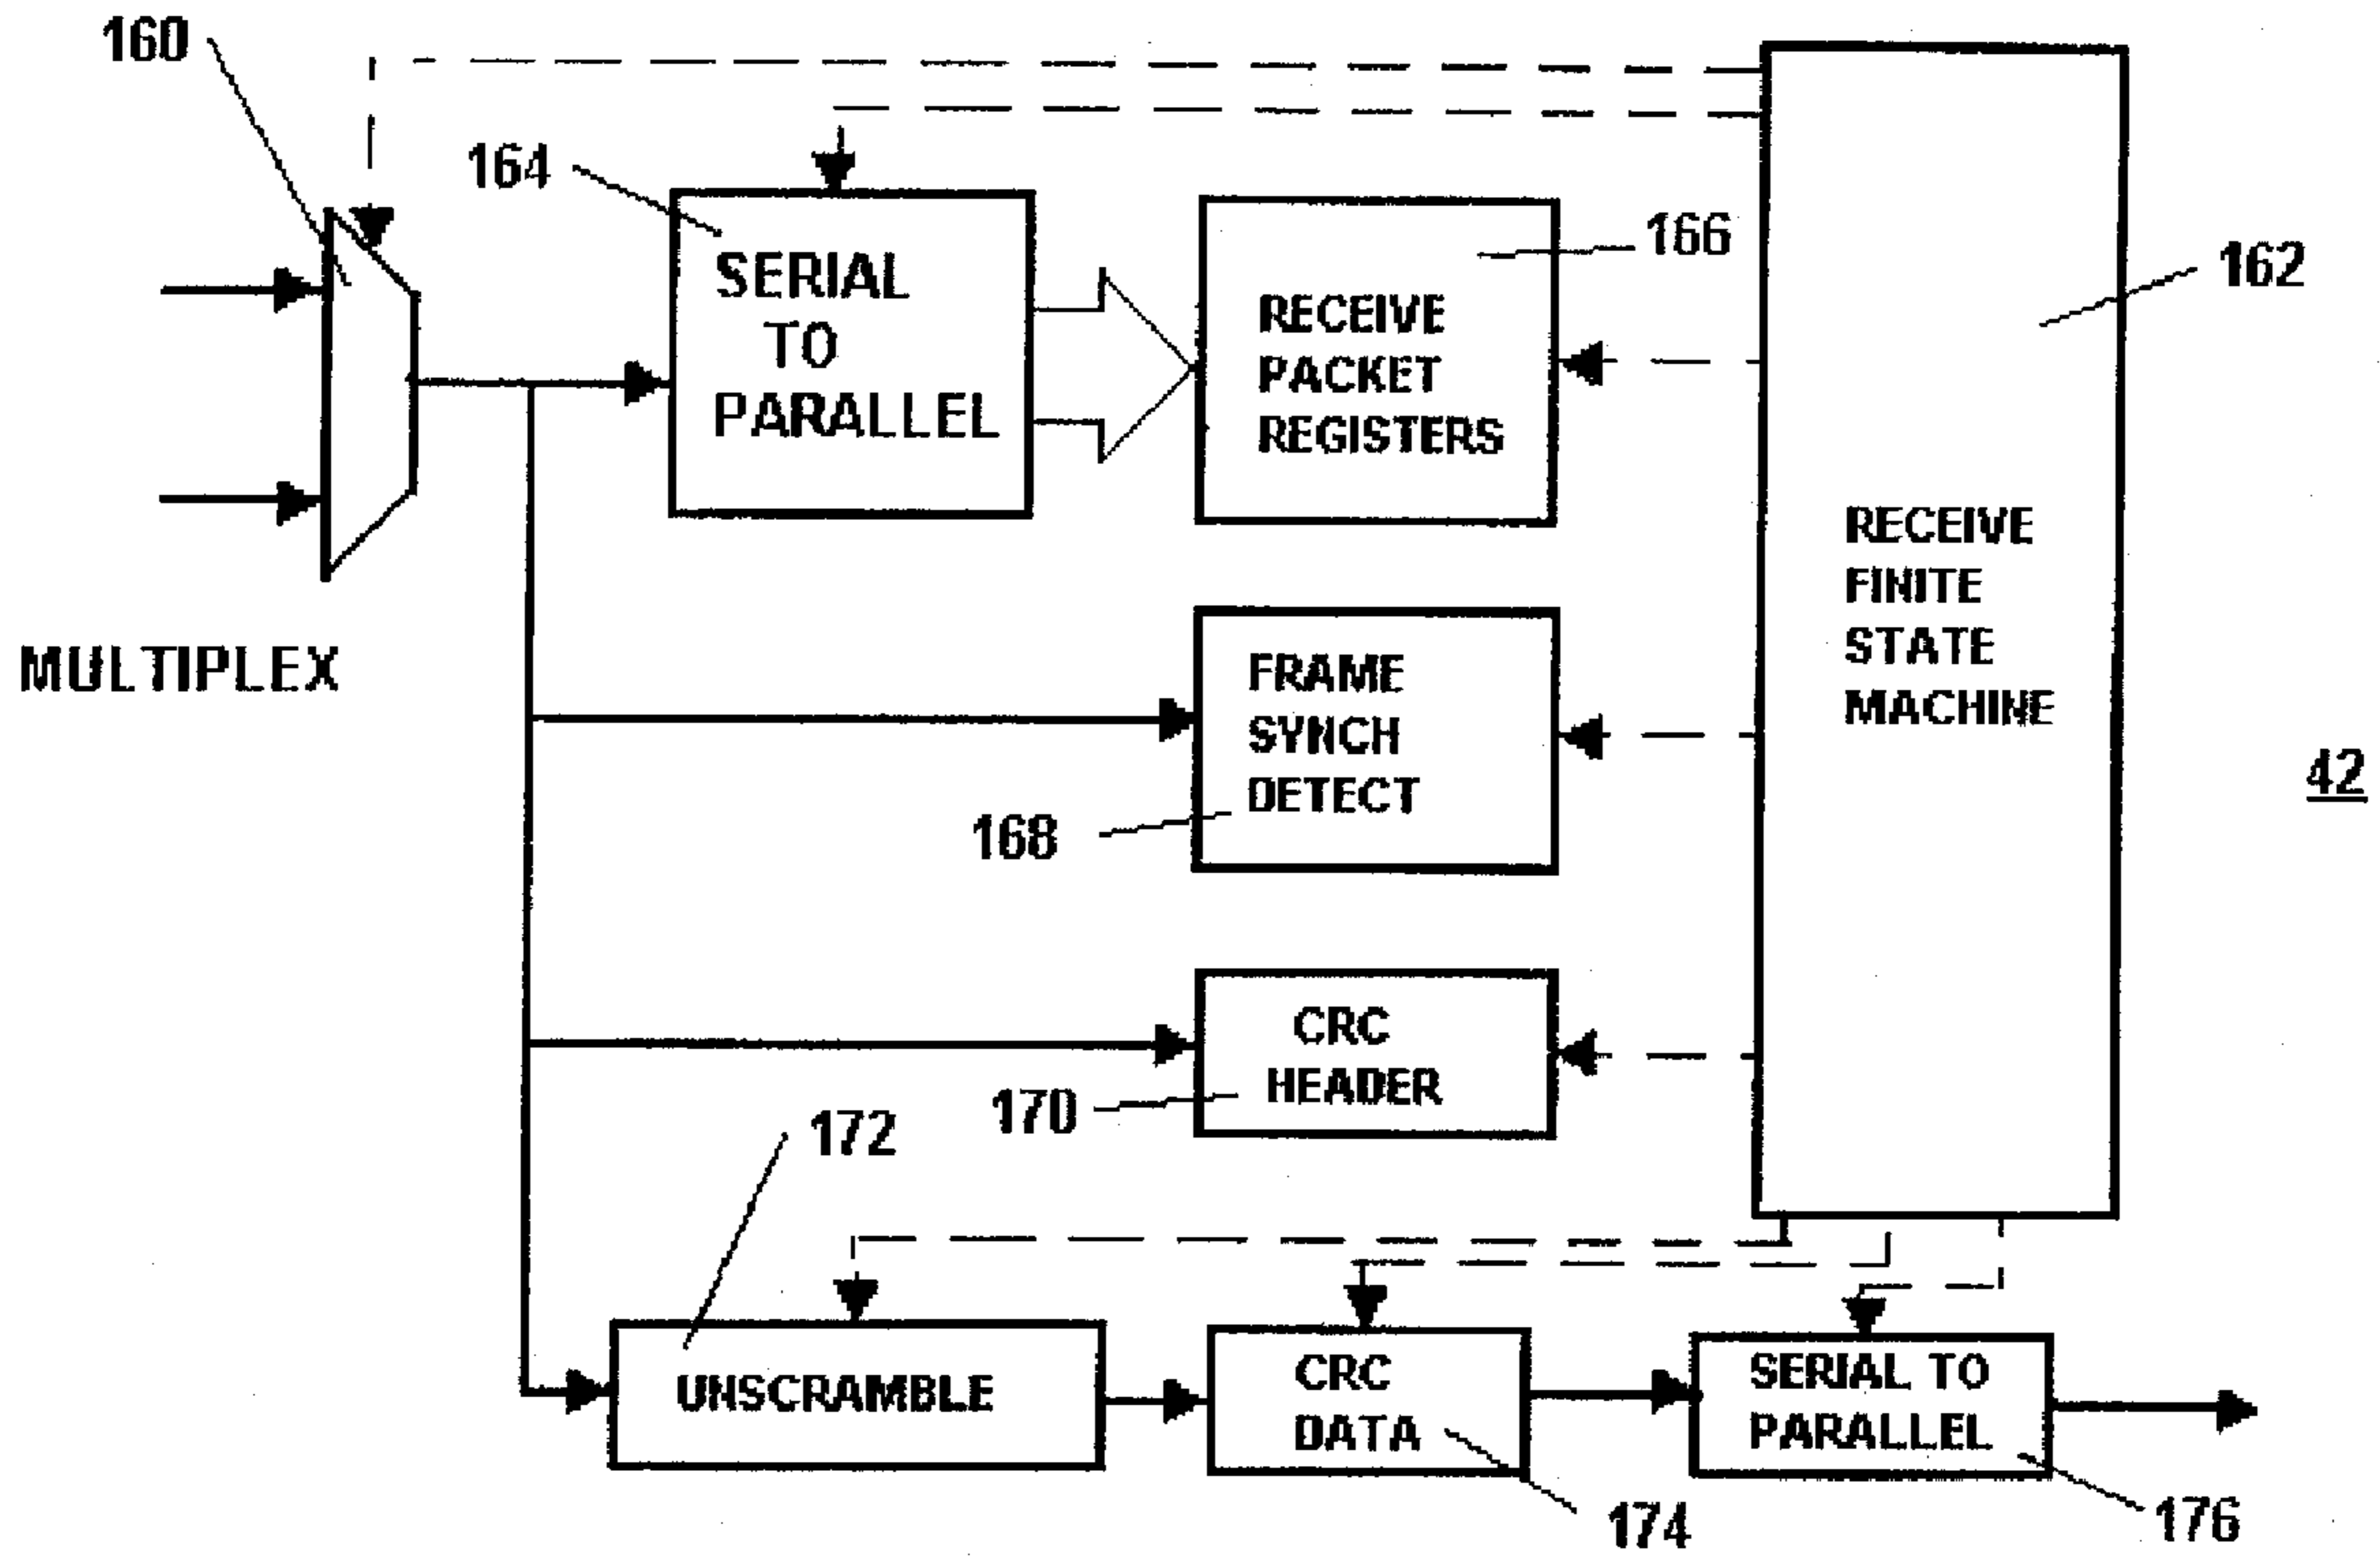 160
164
SERIAL
TO
PARALLEL
166
RECEIVE
PACKET
REGISTERS
162
RECEIVE
FINITE
STATE
MACHINE
MULTIPLEX
FRAME
SYNCH
DETECT
168
42
CRC
HEADER
170
172
UNSCRAMBLE
CRC
DATA
174
SERIAL TO
PARALLEL
176